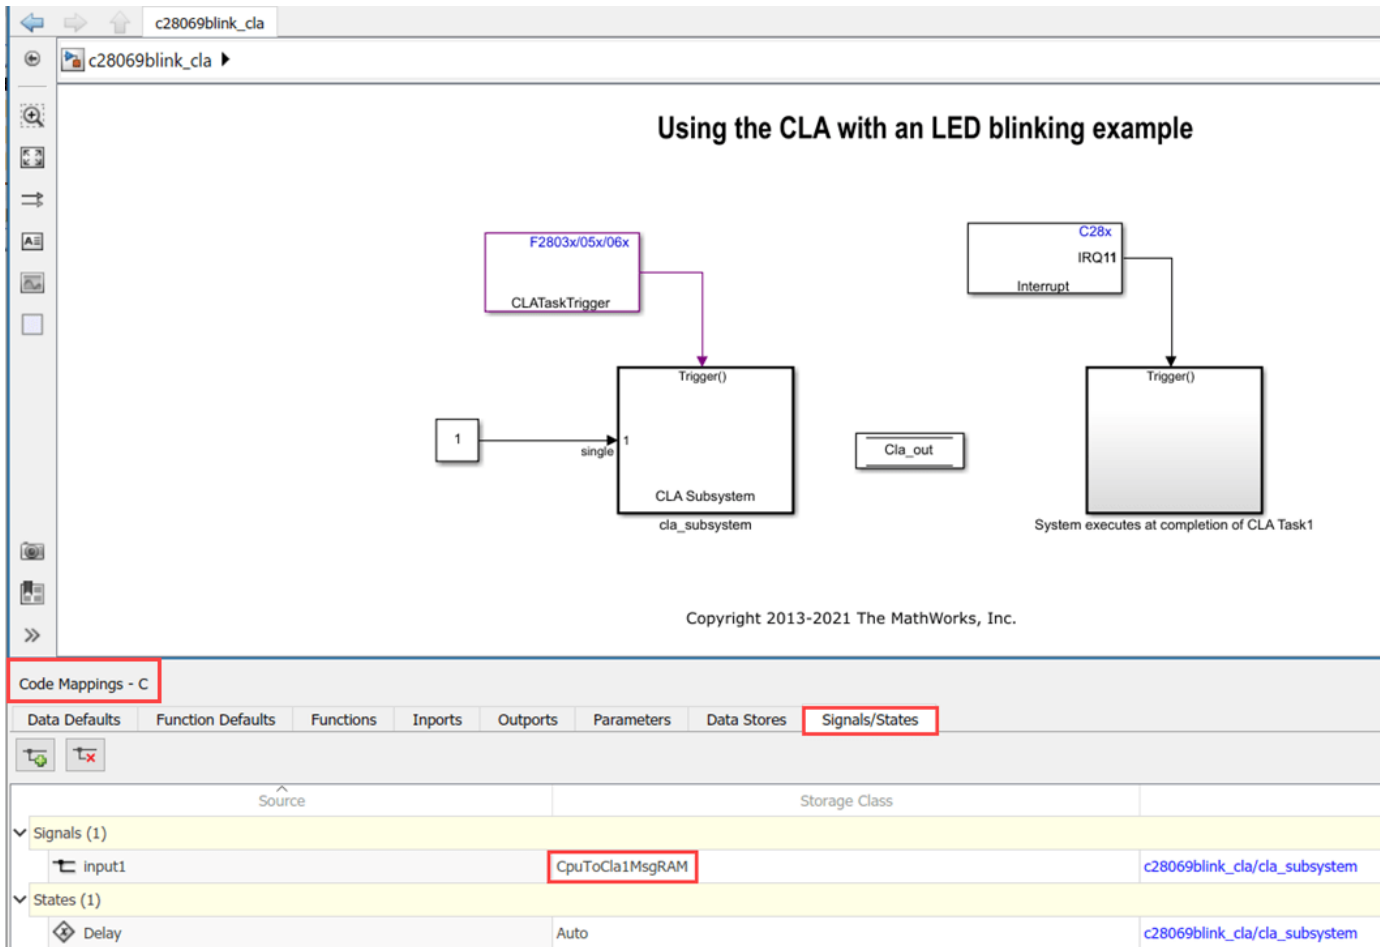 c28069blink_cla
c28069blink_cla
Using the CLA with an LED blinking example
F2803x/05x/06x
CLATaskTrigger
C28x
IRQ11
Interrupt
Trigger()
1
single
1
CLA Subsystem
cla_subsystem
Cla_out
Trigger()
System executes at completion of CLA Task1
Copyright 2013-2021 The MathWorks, Inc.
Code Mappings - C
Data Defaults Function Defaults Functions Inports Outports Parameters Data Stores Signals/States
Source Storage Class
Signals (1)
input1 CpuToCla1MsgRAM c28069blink_cla/cla_subsystem
States (1)
Delay Auto c28069blink_cla/cla_subsystem